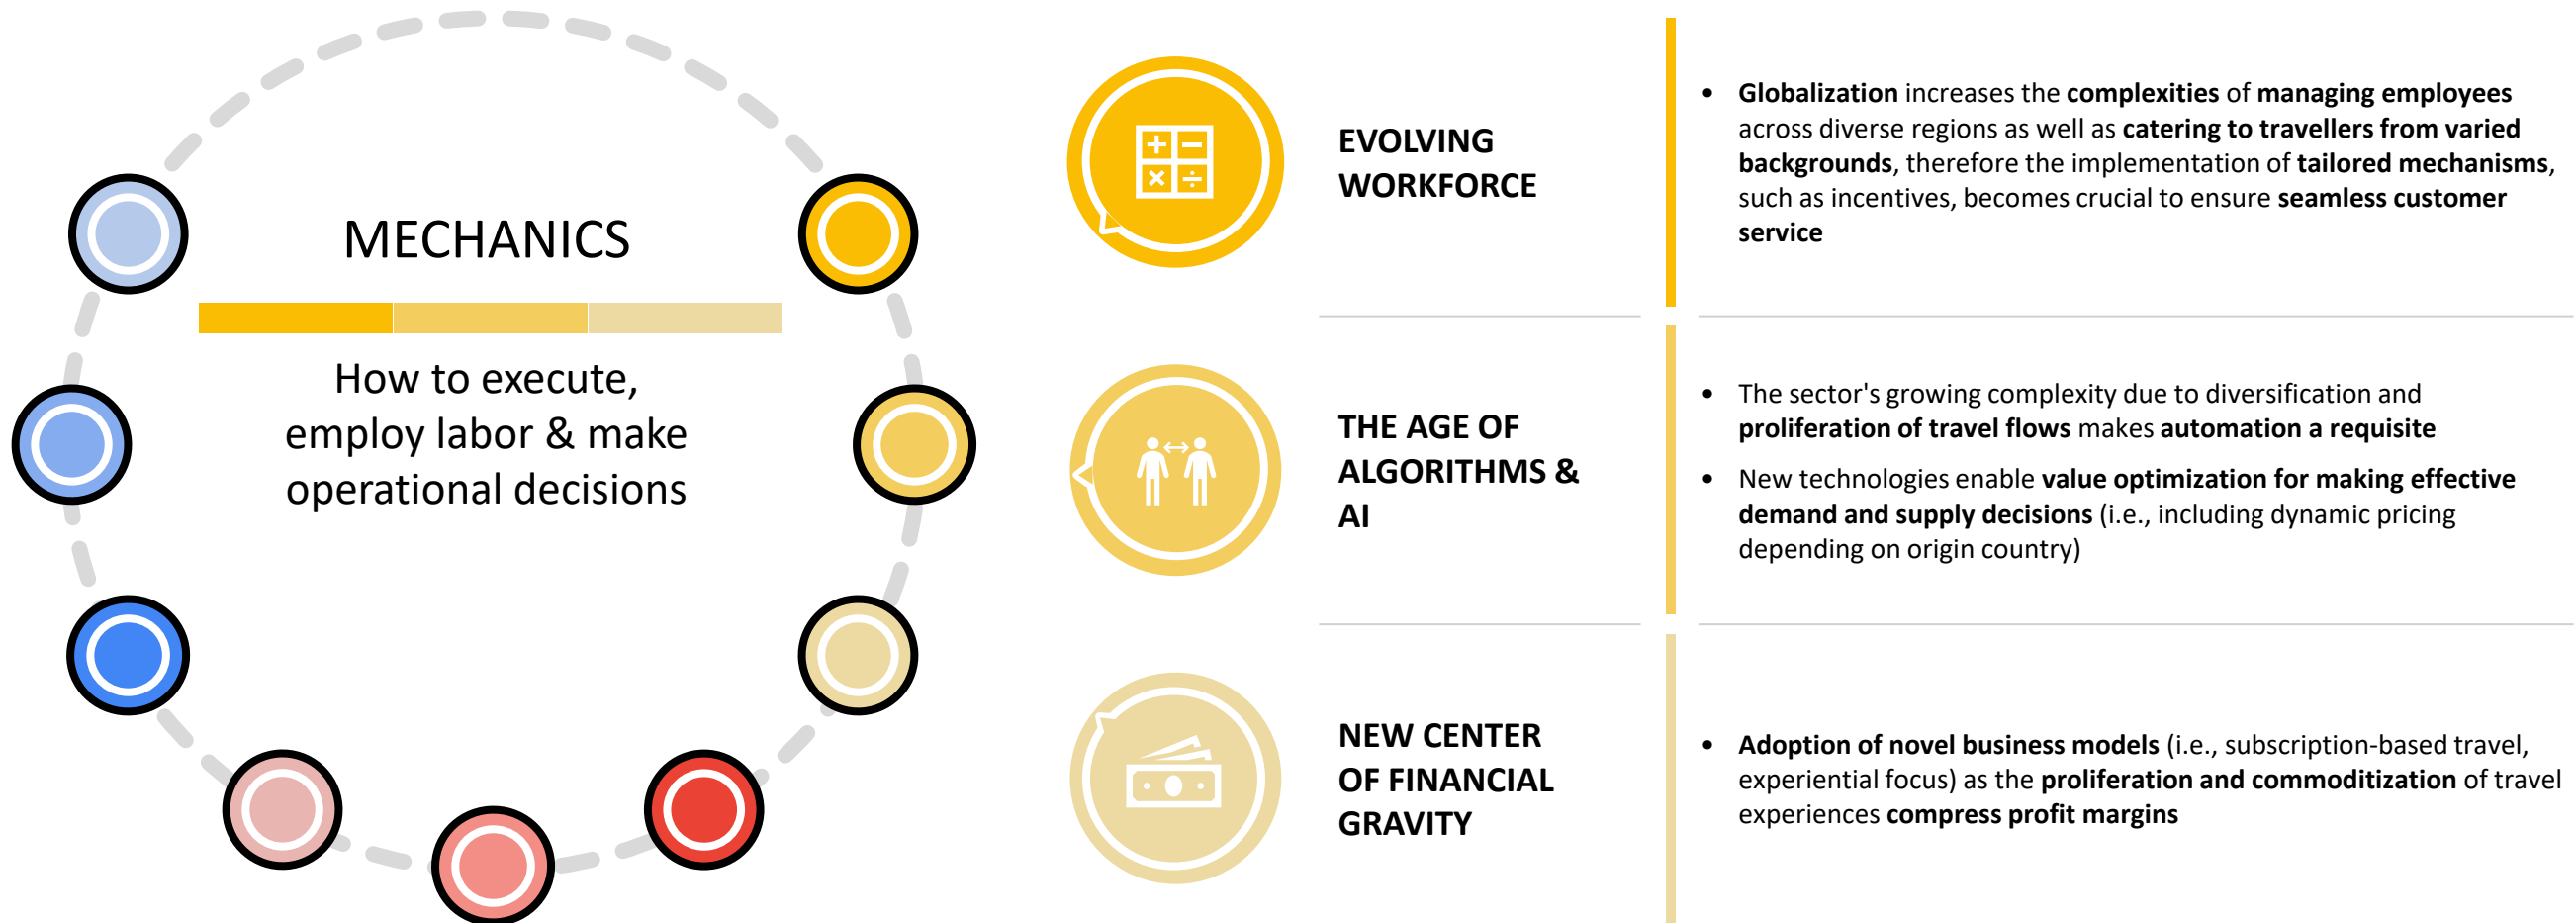 MECHANICS
How to execute,
employ labor & make
operational decisions
EVOLVING
WORKFORCE
• Globalization increases the complexities of managing employees
across diverse regions as well as catering to travellers from varied
backgrounds, therefore the implementation of tailored mechanisms,
such as incentives, becomes crucial to ensure seamless customer
service
THE AGE OF
ALGORITHMS &
AI
• The sector's growing complexity due to diversification and
proliferation of travel flows makes automation a requisite
• New technologies enable value optimization for making effective
demand and supply decisions (i.e., including dynamic pricing
depending on origin country)
NEW CENTER
OF FINANCIAL
GRAVITY
• Adoption of novel business models (i.e., subscription-based travel,
experiential focus) as the proliferation and commoditization of travel
experiences compress profit margins